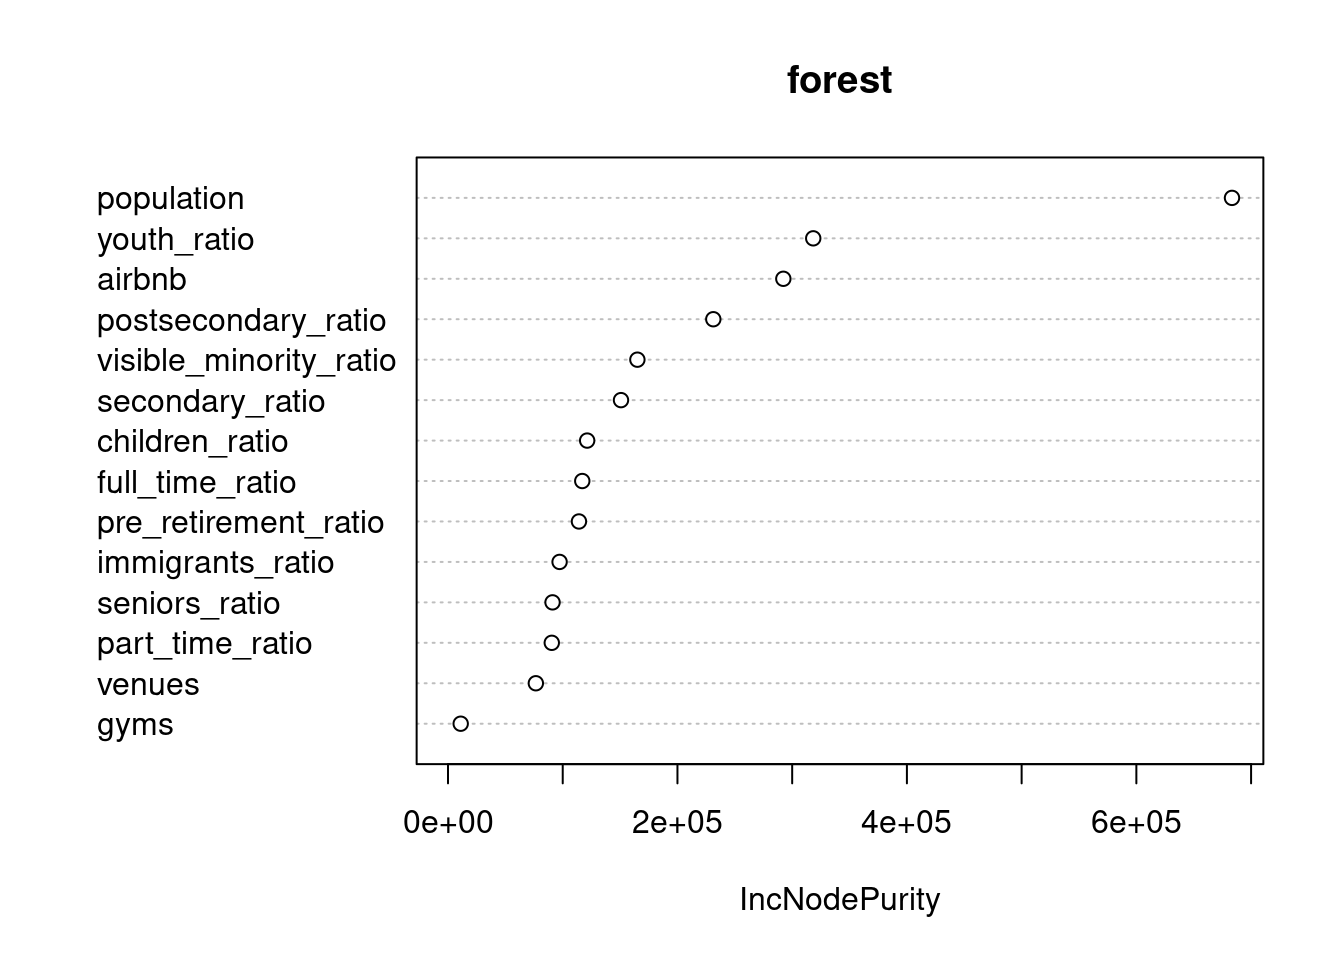 forest
population
youth_ratio
airbnb
postsecondary_ratio
visible_minority_ratio
secondary_ratio
children_ratio
full_time_ratio
pre_retirement_ratio
immigrants_ratio
seniors_ratio
part_time_ratio
venues
gyms
0e+00 2e+05 4e+05 6e+05
IncNodePurity